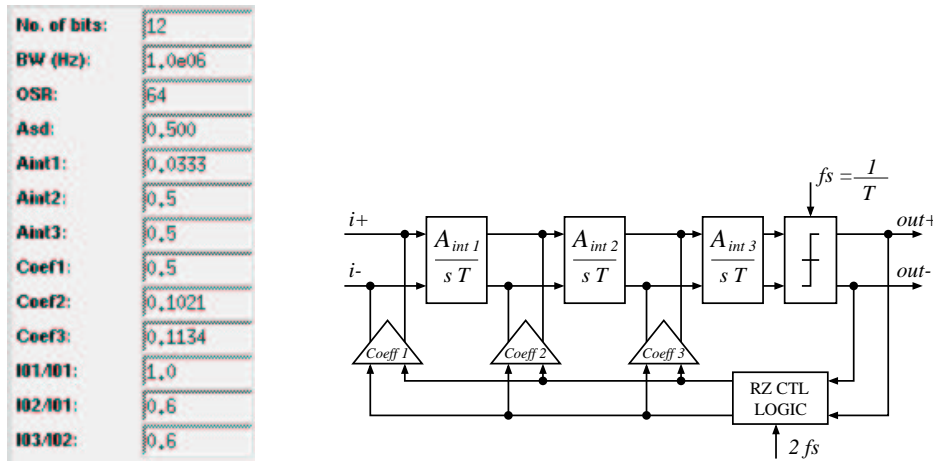 No. of bits: 12
BW (Hz): 1.0e06
OSR: 64
Asd: 0.500
Aint1: 0.0333
Aint2: 0.5
Aint3: 0.5
Coef1: 0.5
Coef2: 0.1021
Coef3: 0.1134
I01/I01: 1.0
I02/I01: 0.6
I03/I02: 0.6
fs = 1
T
i+
i-
A int 1
s T
A int 2
s T
A int 3
s T
out+
out-
Coeff 1
Coeff 2
Coeff 3
RZ CTL
LOGIC
2 fs